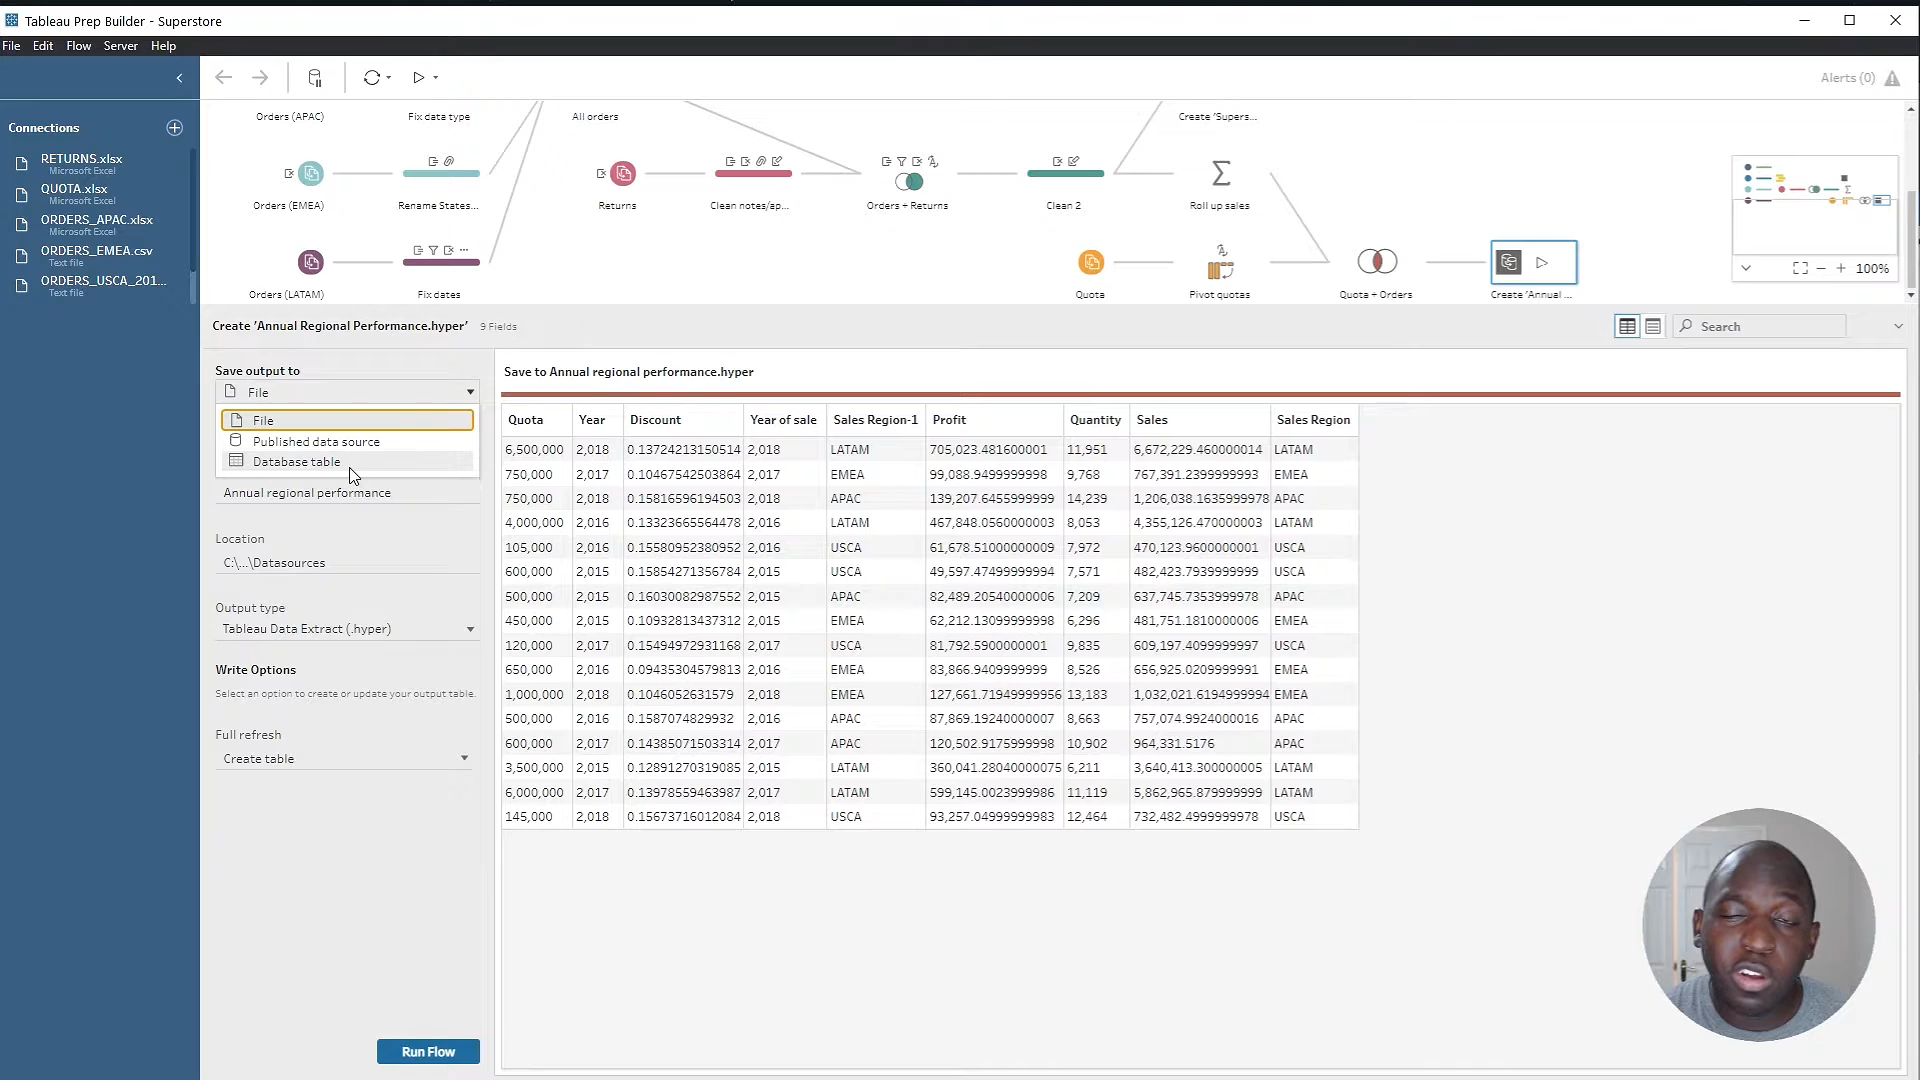 Tableau Prep Builder - Superstore
File Edit Flow Server Help
Alerts (0)
Connections
RETURNS.xlsx
Microsoft Excel
QUOTA.xlsx
Microsoft Excel
ORDERS_APAC.xlsx
Microsoft Excel
ORDERS_EMEA.csv
Text file
ORDERS_USCA_201...
Text file
Orders (APAC) Fix data type All orders Create 'Supers...
Orders (EMEA) Rename States... Returns Clean notes/ap... Orders + Returns Clean 2 Roll up sales
Orders (LATAM) Fix dates Quota Pivot quotas Quota + Orders Create 'Annual ...
100%
Create 'Annual Regional Performance.hyper' 9 Fields
Search
Save output to
File
File
Published data source
Database table
Annual regional performance
Location
C:\...\Datasources
Output type
Tableau Data Extract (.hyper)
Write Options
Select an option to create or update your output table.
Full refresh
Create table
Run Flow
Save to Annual regional performance.hyper
Quota Year Discount Year of sale Sales Region-1 Profit Quantity Sales Sales Region
6,500,000 2,018 0.13724213150514 2,018 LATAM 705,023.481600001 11,951 6,672,229.460000014 LATAM
750,000 2,017 0.10467542503864 2,017 EMEA 99,088.9499999998 9,768 767,391.2399999993 EMEA
750,000 2,018 0.15816596194503 2,018 APAC 139,207.6455999999 14,239 1,206,038.1635999978 APAC
4,000,000 2,016 0.13323665564478 2,016 LATAM 467,848.0560000003 8,053 4,355,126.470000003 LATAM
105,000 2,016 0.15580952380952 2,016 USCA 61,678.51000000009 7,972 470,123.9600000001 USCA
600,000 2,015 0.15854271356784 2,015 USCA 49,597.47499999994 7,571 482,423.7939999999 USCA
500,000 2,015 0.16030082987552 2,015 APAC 82,489.20540000006 7,209 637,745.7353999978 APAC
450,000 2,015 0.10932813437312 2,015 EMEA 62,212.13099999998 6,296 481,751.1810000006 EMEA
120,000 2,017 0.15494972931168 2,017 USCA 81,792.5900000001 9,835 609,197.4099999997 USCA
650,000 2,016 0.09435304579813 2,016 EMEA 83,866.9409999999 8,526 656,925.0209999991 EMEA
1,000,000 2,018 0.1046052631579 2,018 EMEA 127,661.71949999956 13,183 1,032,021.6194999994 EMEA
500,000 2,016 0.1587074829932 2,016 APAC 87,869.19240000007 8,663 757,074.9924000016 APAC
600,000 2,017 0.14385071503314 2,017 APAC 120,502.9175999998 10,902 964,331.5176 APAC
3,500,000 2,015 0.12891270319085 2,015 LATAM 360,041.28040000075 6,211 3,640,413.300000005 LATAM
6,000,000 2,017 0.13978559463987 2,017 LATAM 599,145.0023999986 11,119 5,862,965.879999999 LATAM
145,000 2,018 0.15673716012084 2,018 USCA 93,257.04999999983 12,464 732,482.4999999978 USCA